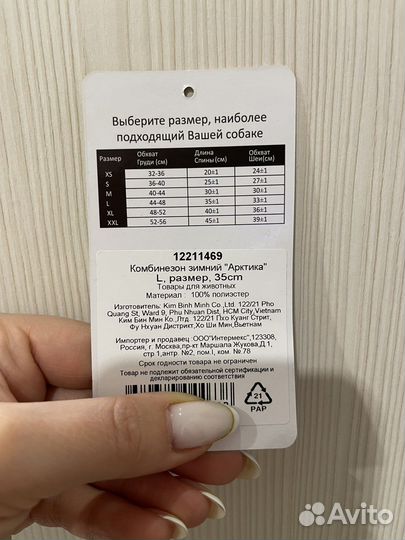 Выберите размер, наиболее
подходящий Вашей собаке
Размер Обхват Груди (см) Длина Спины(см) Обхват Шеи(см)
XS 32-36 20±1 24±1
S 36-40 25±1 27±1
M 40-44 30±1 30±1
L 44-48 35±1 33±1
XL 48-52 40±1 36±1
XXL 52-56 45±1 39±1
12211469
Комбинезон зимний "Арктика"
L, размер, 35cm
Товары для животных
Материал : 100% полиэстер
Изготовитель: Kim Binh Minh Co.,Ltd. 122/21 Pho
Quang St, Ward 9, Phu Nhuan Dist, HCM City,Vietnam
Ким Бин Мин Ко.,Лтд. 122/21 Пхо Куанг Стрит,
Фу Нхуан Дистрикт,Хо Ши Мин,Вьетнам
Импортер и продавец :ООО"Интермекс",123308,
Россия, г. Москва,пр-кт Маршала Жукова,Д.1,
стр.1,антр.№2, пом.I, ком. № 78
Срок годности товара не ограничен
Товар не подлежит обязательной сертификации и
декларированию соответствия
21
PAP
Avito